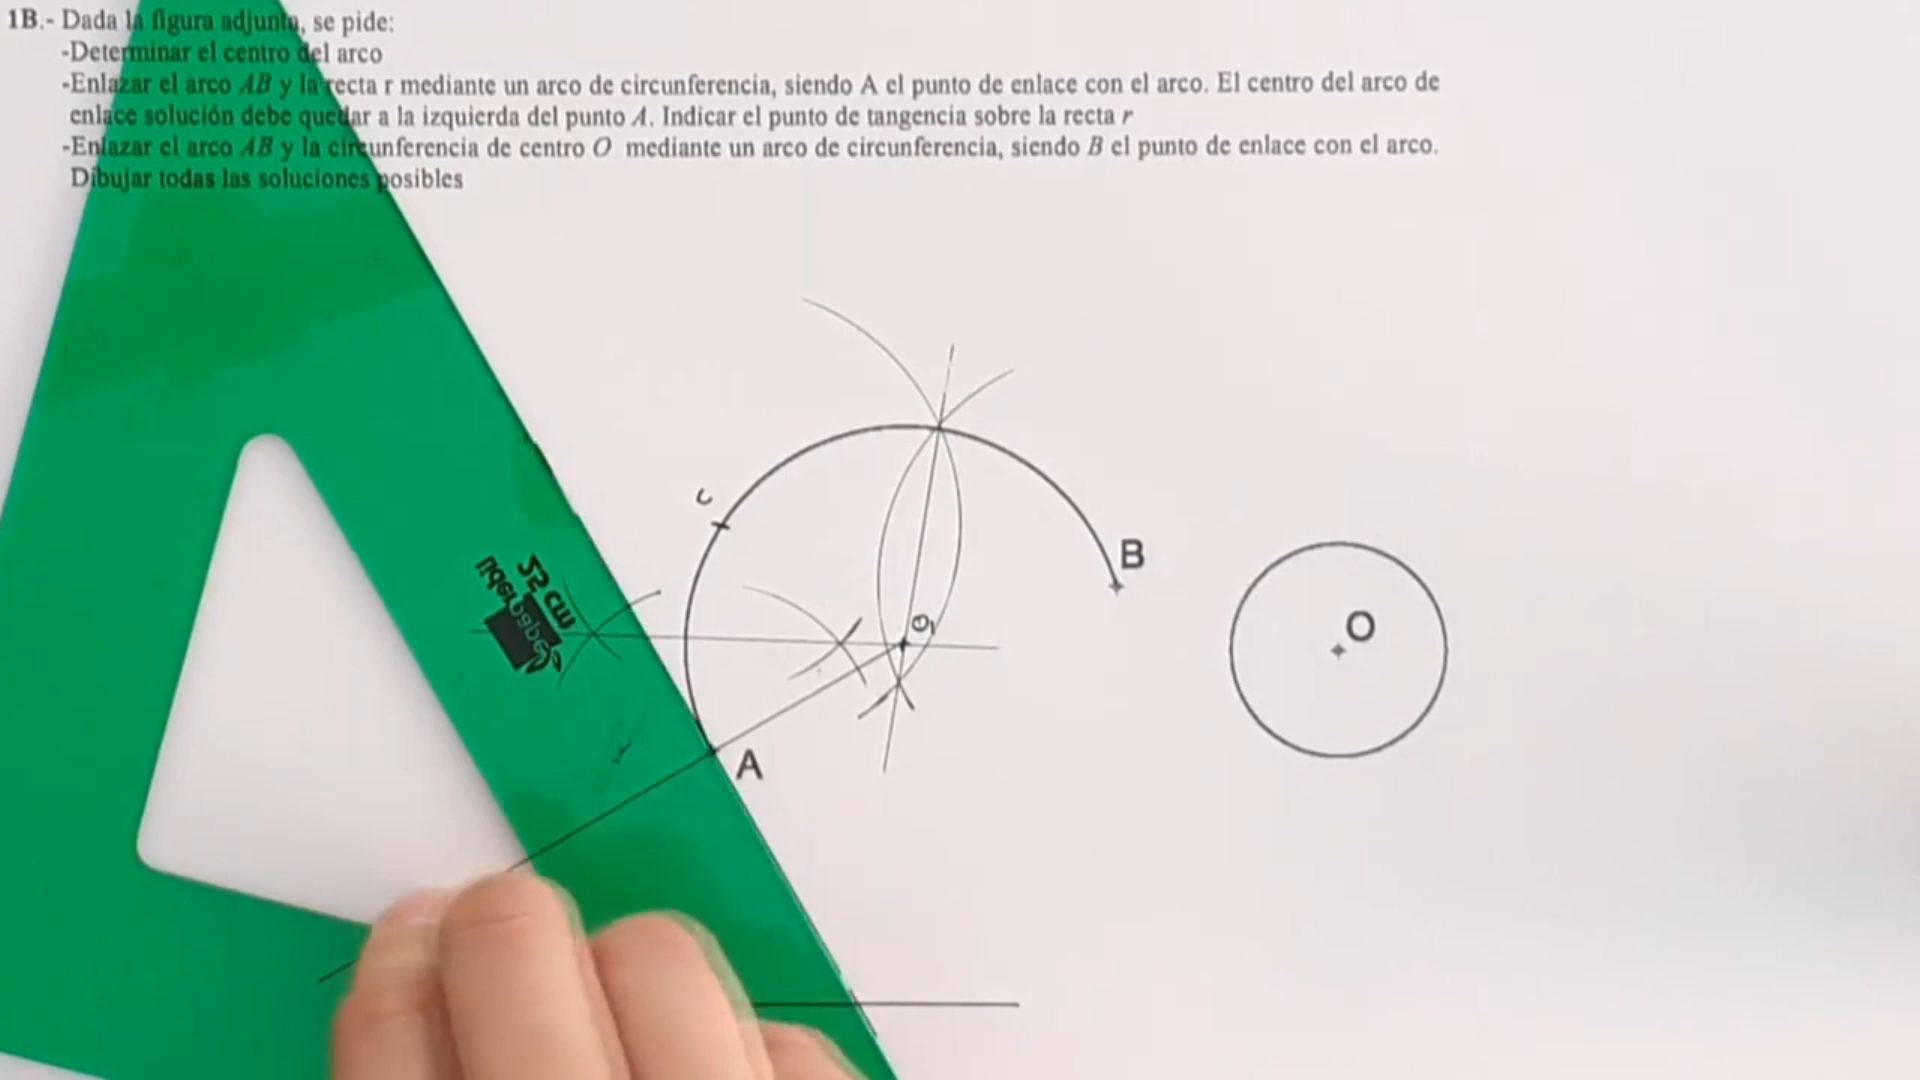 1B.- Dada la figura adjunta, se pide:
-Determinar el centro del arco
-Enlazar el arco AB y la recta r mediante un arco de circunferencia, siendo A el punto de enlace con el arco. El centro del arco de
enlace solución debe quedar a la izquierda del punto A. Indicar el punto de tangencia sobre la recta r
-Enlazar el arco AB y la circunferencia de centro O mediante un arco de circunferencia, siendo B el punto de enlace con el arco.
Dibujar todas las soluciones posibles
C
B
25 cm
O1
O
A